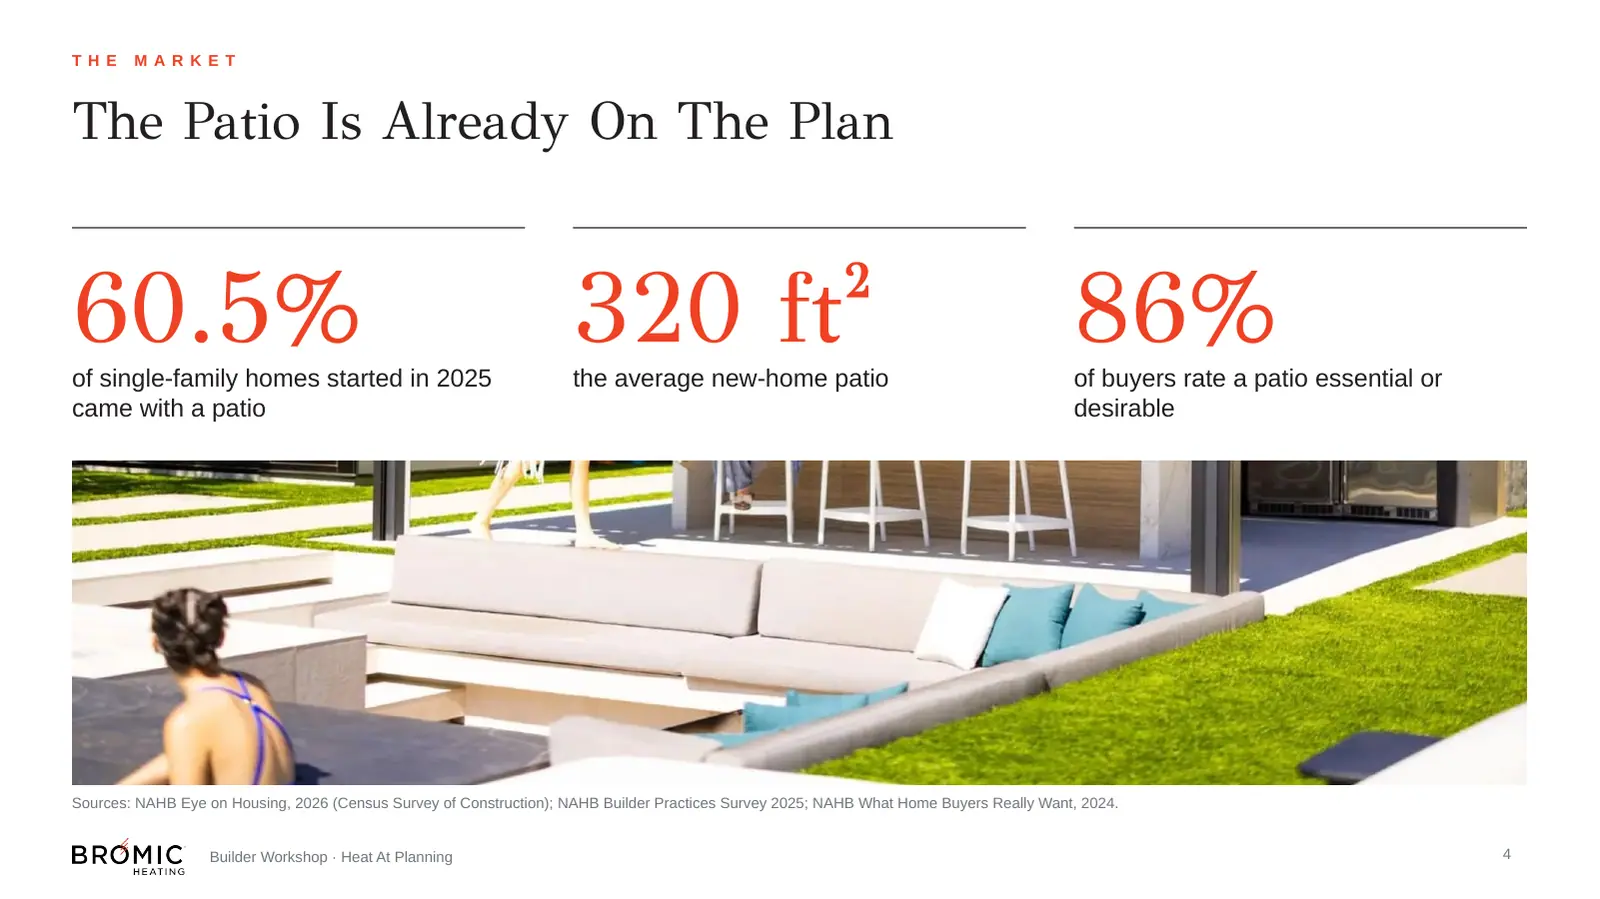 THE MARKET
The Patio Is Already On The Plan
60.5%
of single-family homes started in 2025
came with a patio
320 ft²
the average new-home patio
86%
of buyers rate a patio essential or
desirable
Sources: NAHB Eye on Housing, 2026 (Census Survey of Construction); NAHB Builder Practices Survey 2025; NAHB What Home Buyers Really Want, 2024.
BROMIC
HEATING
Builder Workshop · Heat At Planning
4